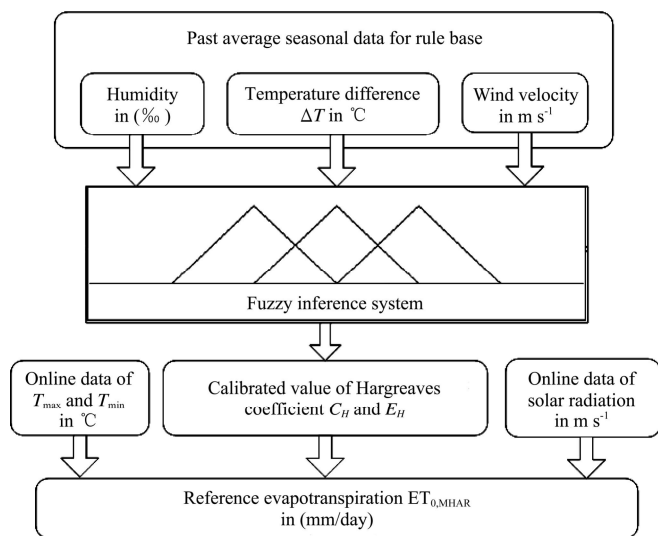 Past average seasonal data for rule base
Humidity
in (‰ )
Temperature difference
ΔT in ℃
Wind velocity
in m s⁻¹
Fuzzy inference system
Online data of
Tmax and Tmin
in ℃
Calibrated value of Hargreaves
coefficient CH and EH
Online data of
solar radiation
in m s⁻¹
Reference evapotranspiration ET0,MHAR
in (mm/day)